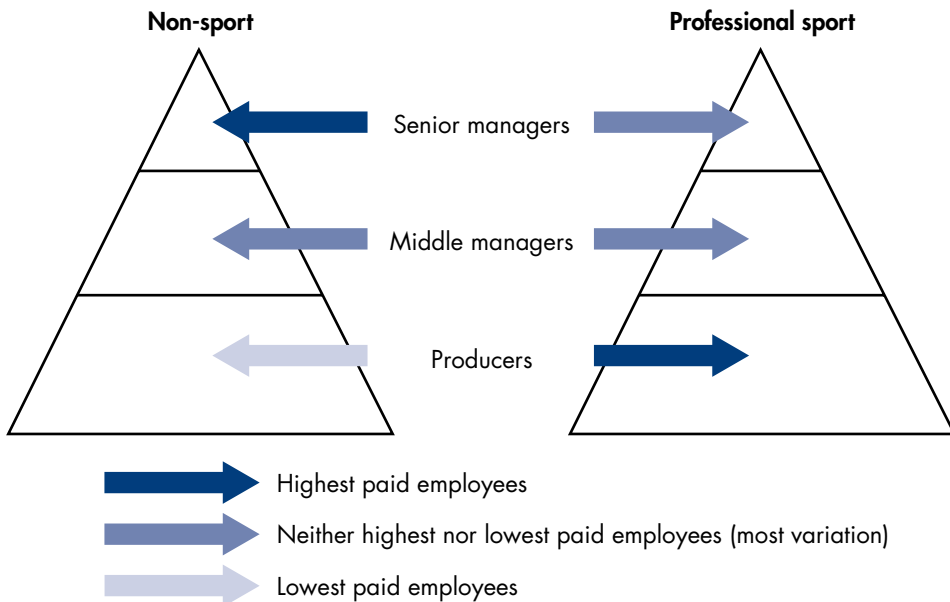 Non-sport
Professional sport
Senior managers
Middle managers
Producers
Highest paid employees
Neither highest nor lowest paid employees (most variation)
Lowest paid employees